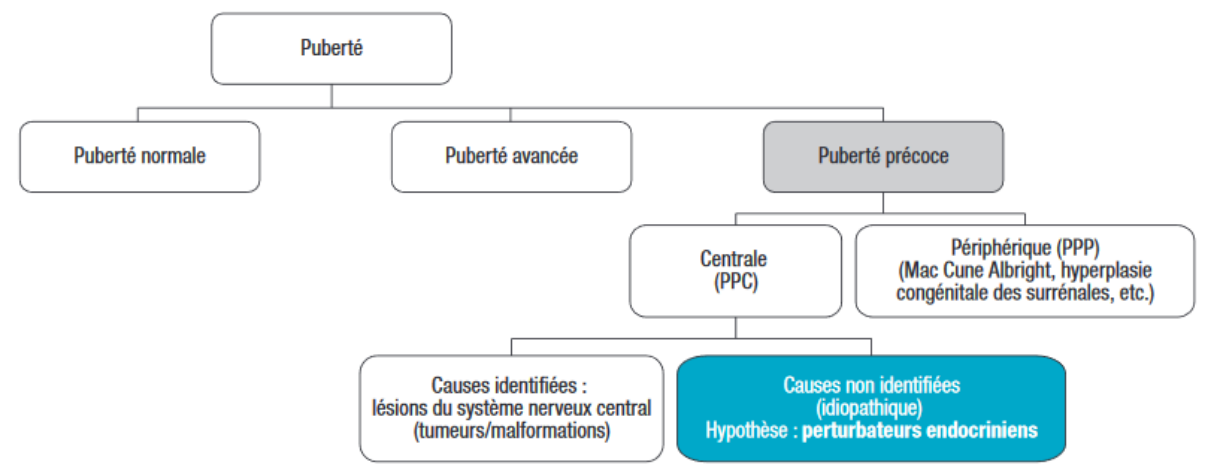 Puberté
Puberté normale
Puberté avancée
Puberté précoce
Centrale
(PPC)
Périphérique (PPP)
(Mac Cune Albright, hyperplasie
congénitale des surrénales, etc.)
Causes identifiées :
lésions du système nerveux central
(tumeurs/malformations)
Causes non identifiées
(idiopathique)
Hypothèse : perturbateurs endocriniens